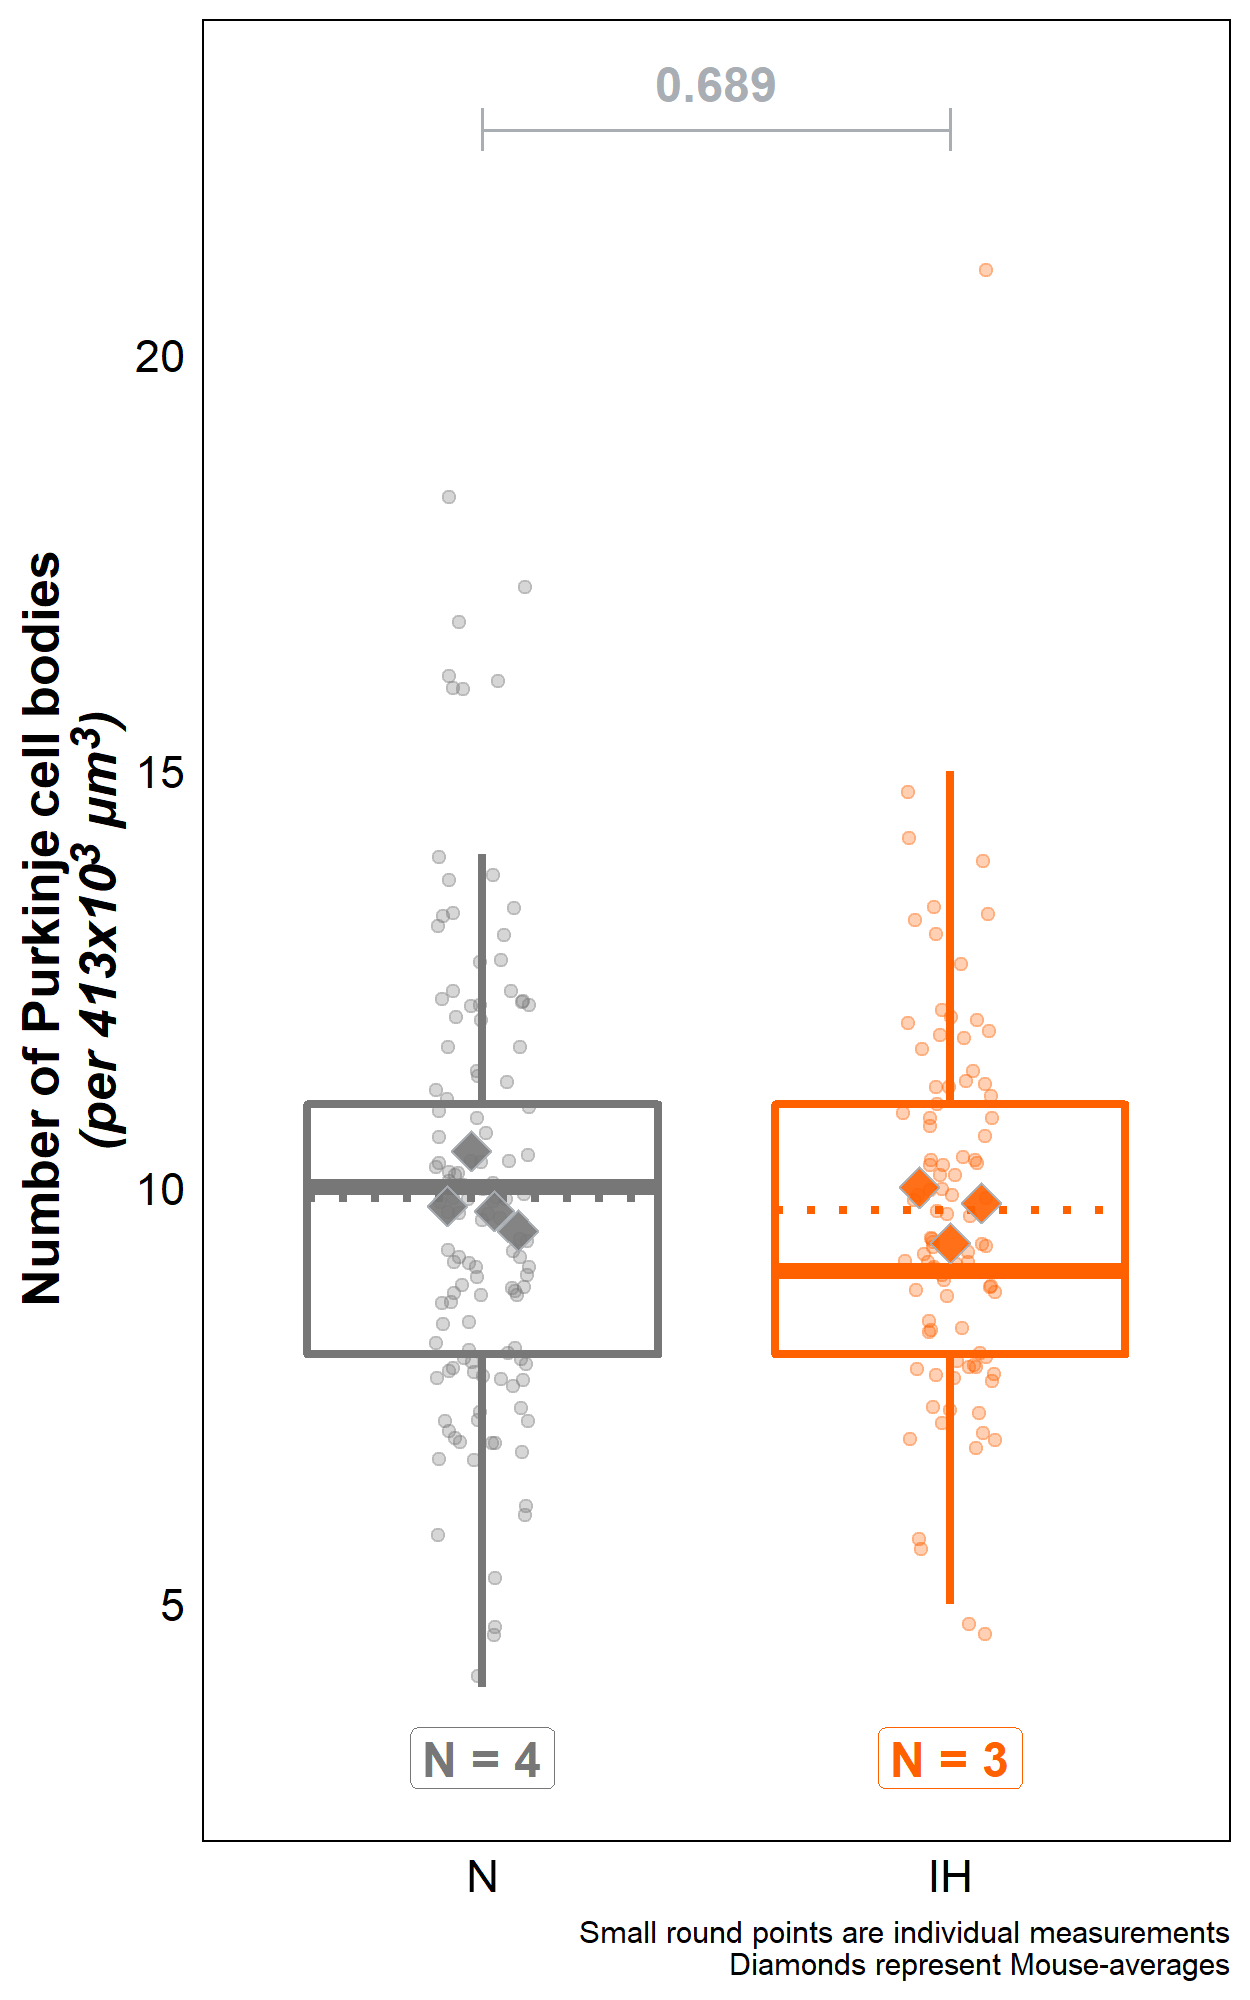 0.689
20
15
10
5
Number of Purkinje cell bodies
(per 413x10³ µm³)
N = 4
N = 3
N
IH
Small round points are individual measurements
Diamonds represent Mouse-averages